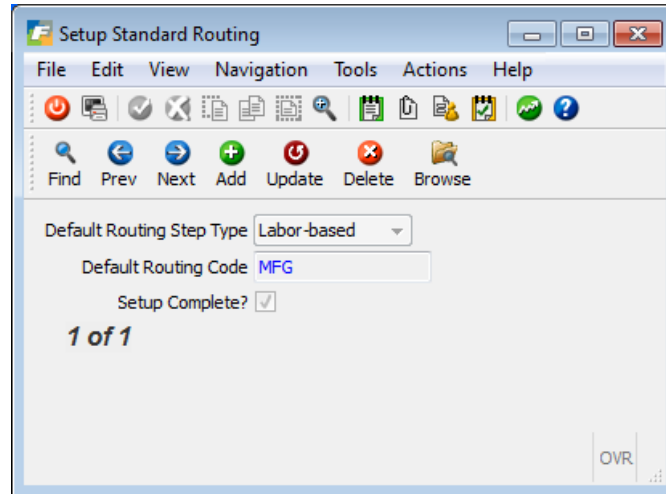 Setup Standard Routing
File Edit View Navigation Tools Actions Help
Find Prev Next Add Update Delete Browse
Default Routing Step Type Labor-based
Default Routing Code MFG
Setup Complete?
1 of 1
OVR